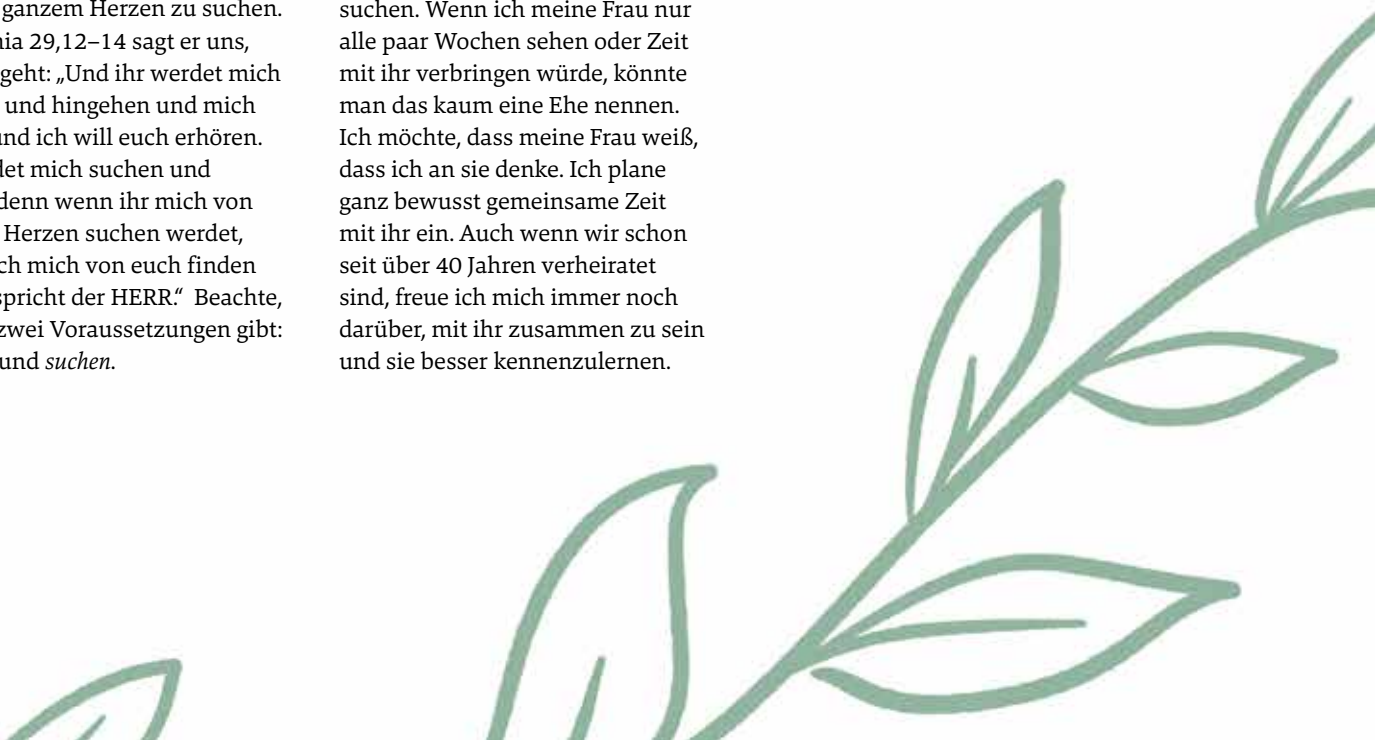 ganzem Herzen zu suchen.
nia 29,12–14 sagt er uns,
geht: „Und ihr werdet mich
und hingehen und mich
und ich will euch erhören.
det mich suchen und
denn wenn ihr mich von
Herzen suchen werdet,
ch mich von euch finden
spricht der HERR.“ Beachte,
zwei Voraussetzungen gibt:
und suchen.
suchen. Wenn ich meine Frau nur
alle paar Wochen sehen oder Zeit
mit ihr verbringen würde, könnte
man das kaum eine Ehe nennen.
Ich möchte, dass meine Frau weiß,
dass ich an sie denke. Ich plane
ganz bewusst gemeinsame Zeit
mit ihr ein. Auch wenn wir schon
seit über 40 Jahren verheiratet
sind, freue ich mich immer noch
darüber, mit ihr zusammen zu sein
und sie besser kennenzulernen.